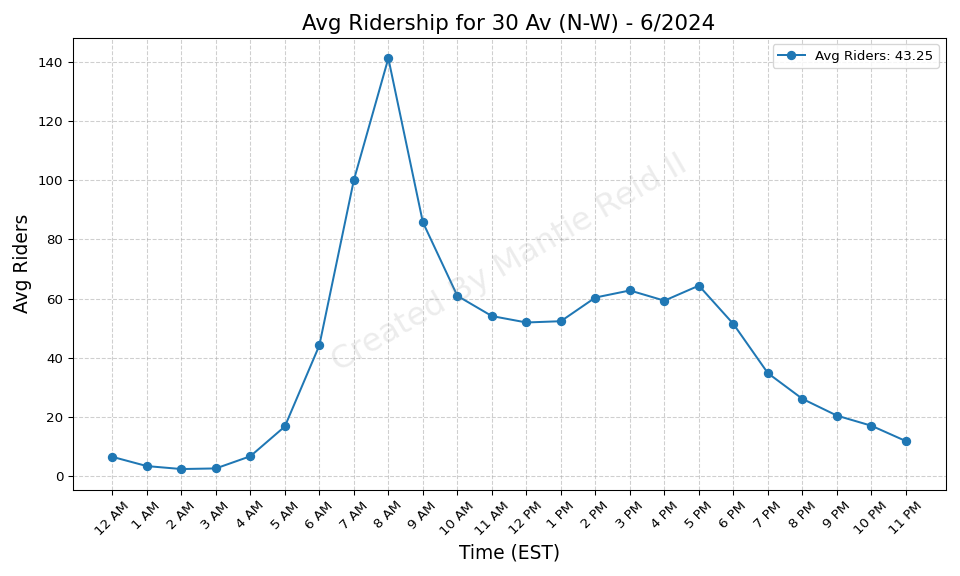 Avg Ridership for 30 Av (N-W) - 6/2024
Avg Riders: 43.25
Avg Riders
140
120
100
80
60
40
20
0
Created By Mantie Reid II
12 AM
1 AM
2 AM
3 AM
4 AM
5 AM
6 AM
7 AM
8 AM
9 AM
10 AM
11 AM
12 PM
1 PM
2 PM
3 PM
4 PM
5 PM
6 PM
7 PM
8 PM
9 PM
10 PM
11 PM
Time (EST)